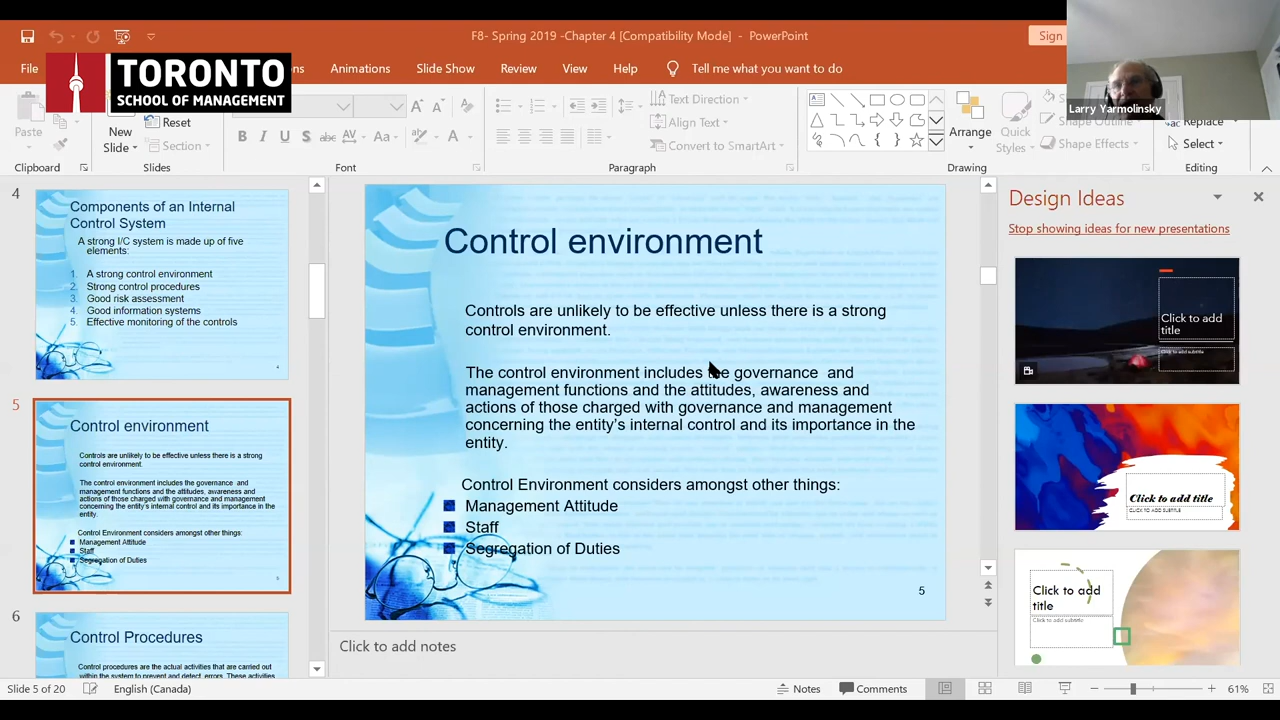 F8- Spring 2019 -Chapter 4 [Compatibility Mode] - PowerPoint
Sign
File
Animations
Slide Show
Review
View
Help
Tell me what you want to do
TORONTO
SCHOOL OF MANAGEMENT
Larry Yarmolinsky
Paste
New
Slide
Reset
Section
Text Direction
Align Text
Convert to SmartArt
Arrange
Quick
Styles
Shape Outline
Shape Effects
Replace
Select
Clipboard
Slides
Font
Paragraph
Drawing
Editing
4
Components of an Internal
Control System
A strong I/C system is made up of five
elements:
1. A strong control environment
2. Strong control procedures
3. Good risk assessment
4. Good information systems
5. Effective monitoring of the controls
4
5
Control environment
Controls are unlikely to be effective unless there is a strong
control environment.
The control environment includes the governance and
management functions and the attitudes, awareness and
actions of those charged with governance and management
concerning the entity's internal control and its importance in the
entity.
Control Environment considers amongst other things:
Management Attitude
Staff
Segregation of Duties
5
6
Control Procedures
Control procedures are the actual activities that are carried out
within the system to prevent and detect errors. These activities
Control environment
Controls are unlikely to be effective unless there is a strong
control environment.
The control environment includes the governance and
management functions and the attitudes, awareness and
actions of those charged with governance and management
concerning the entity's internal control and its importance in the
entity.
Control Environment considers amongst other things:
Management Attitude
Staff
Segregation of Duties
5
Click to add notes
Design Ideas
Stop showing ideas for new presentations
Click to add
title
Click to add subtitle
Click to add title
CLICK TO ADD SUBTITLE
Click to add
title
Click to add subtitle
Slide 5 of 20
English (Canada)
Notes
Comments
61%